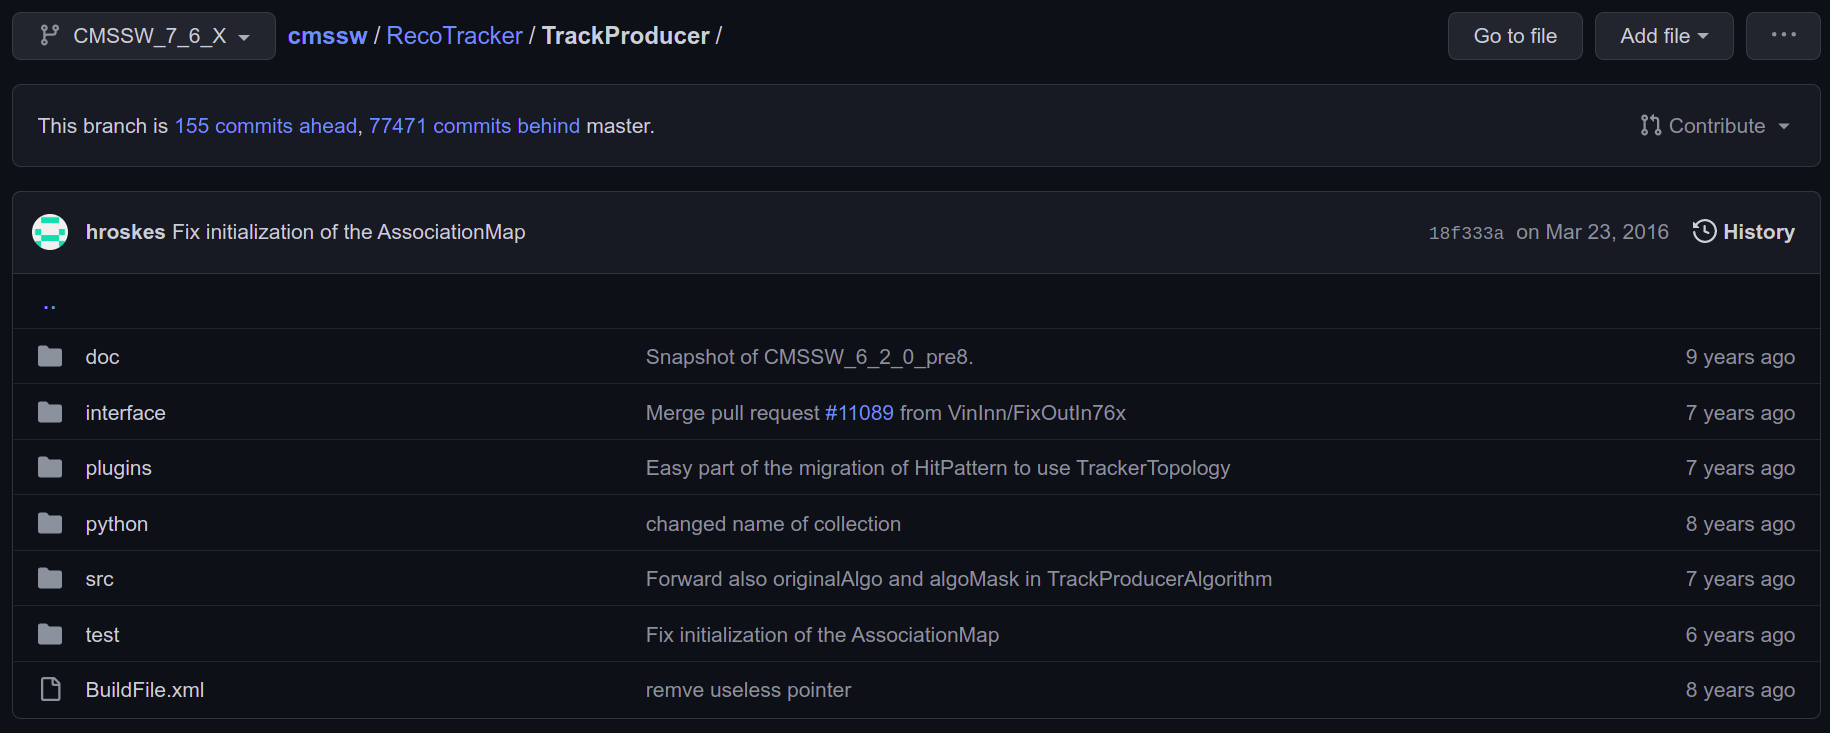 CMSSW_7_6_X cmssw / RecoTracker / TrackProducer / Go to file Add file ...
This branch is 155 commits ahead, 77471 commits behind master. Contribute
hroskes Fix initialization of the AssociationMap 18f333a on Mar 23, 2016 History
..
doc Snapshot of CMSSW_6_2_0_pre8. 9 years ago
interface Merge pull request #11089 from VinInn/FixOutIn76x 7 years ago
plugins Easy part of the migration of HitPattern to use TrackerTopology 7 years ago
python changed name of collection 8 years ago
src Forward also originalAlgo and algoMask in TrackProducerAlgorithm 7 years ago
test Fix initialization of the AssociationMap 6 years ago
BuildFile.xml remve useless pointer 8 years ago